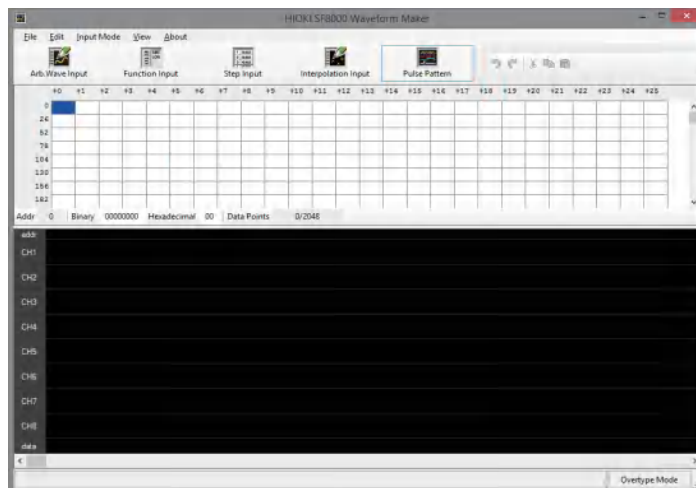 HIOKI SF8000 Waveform Maker
File Edit Input Mode View About
Arb.Wave Input Function Input Step Input Interpolation Input Pulse Pattern
+0 +1 +2 +3 +4 +5 +6 +7 +8 +9 +10 +11 +12 +13 +14 +15 +16 +17 +18 +19 +20 +21 +22 +23 +24 +25
0
26
52
78
104
130
156
182
Addr 0 Binary 00000000 Hexadecimal 00 Data Points 0/2048
addr
CH1
CH2
CH3
CH4
CH5
CH6
CH7
CH8
data
Overtype Mode